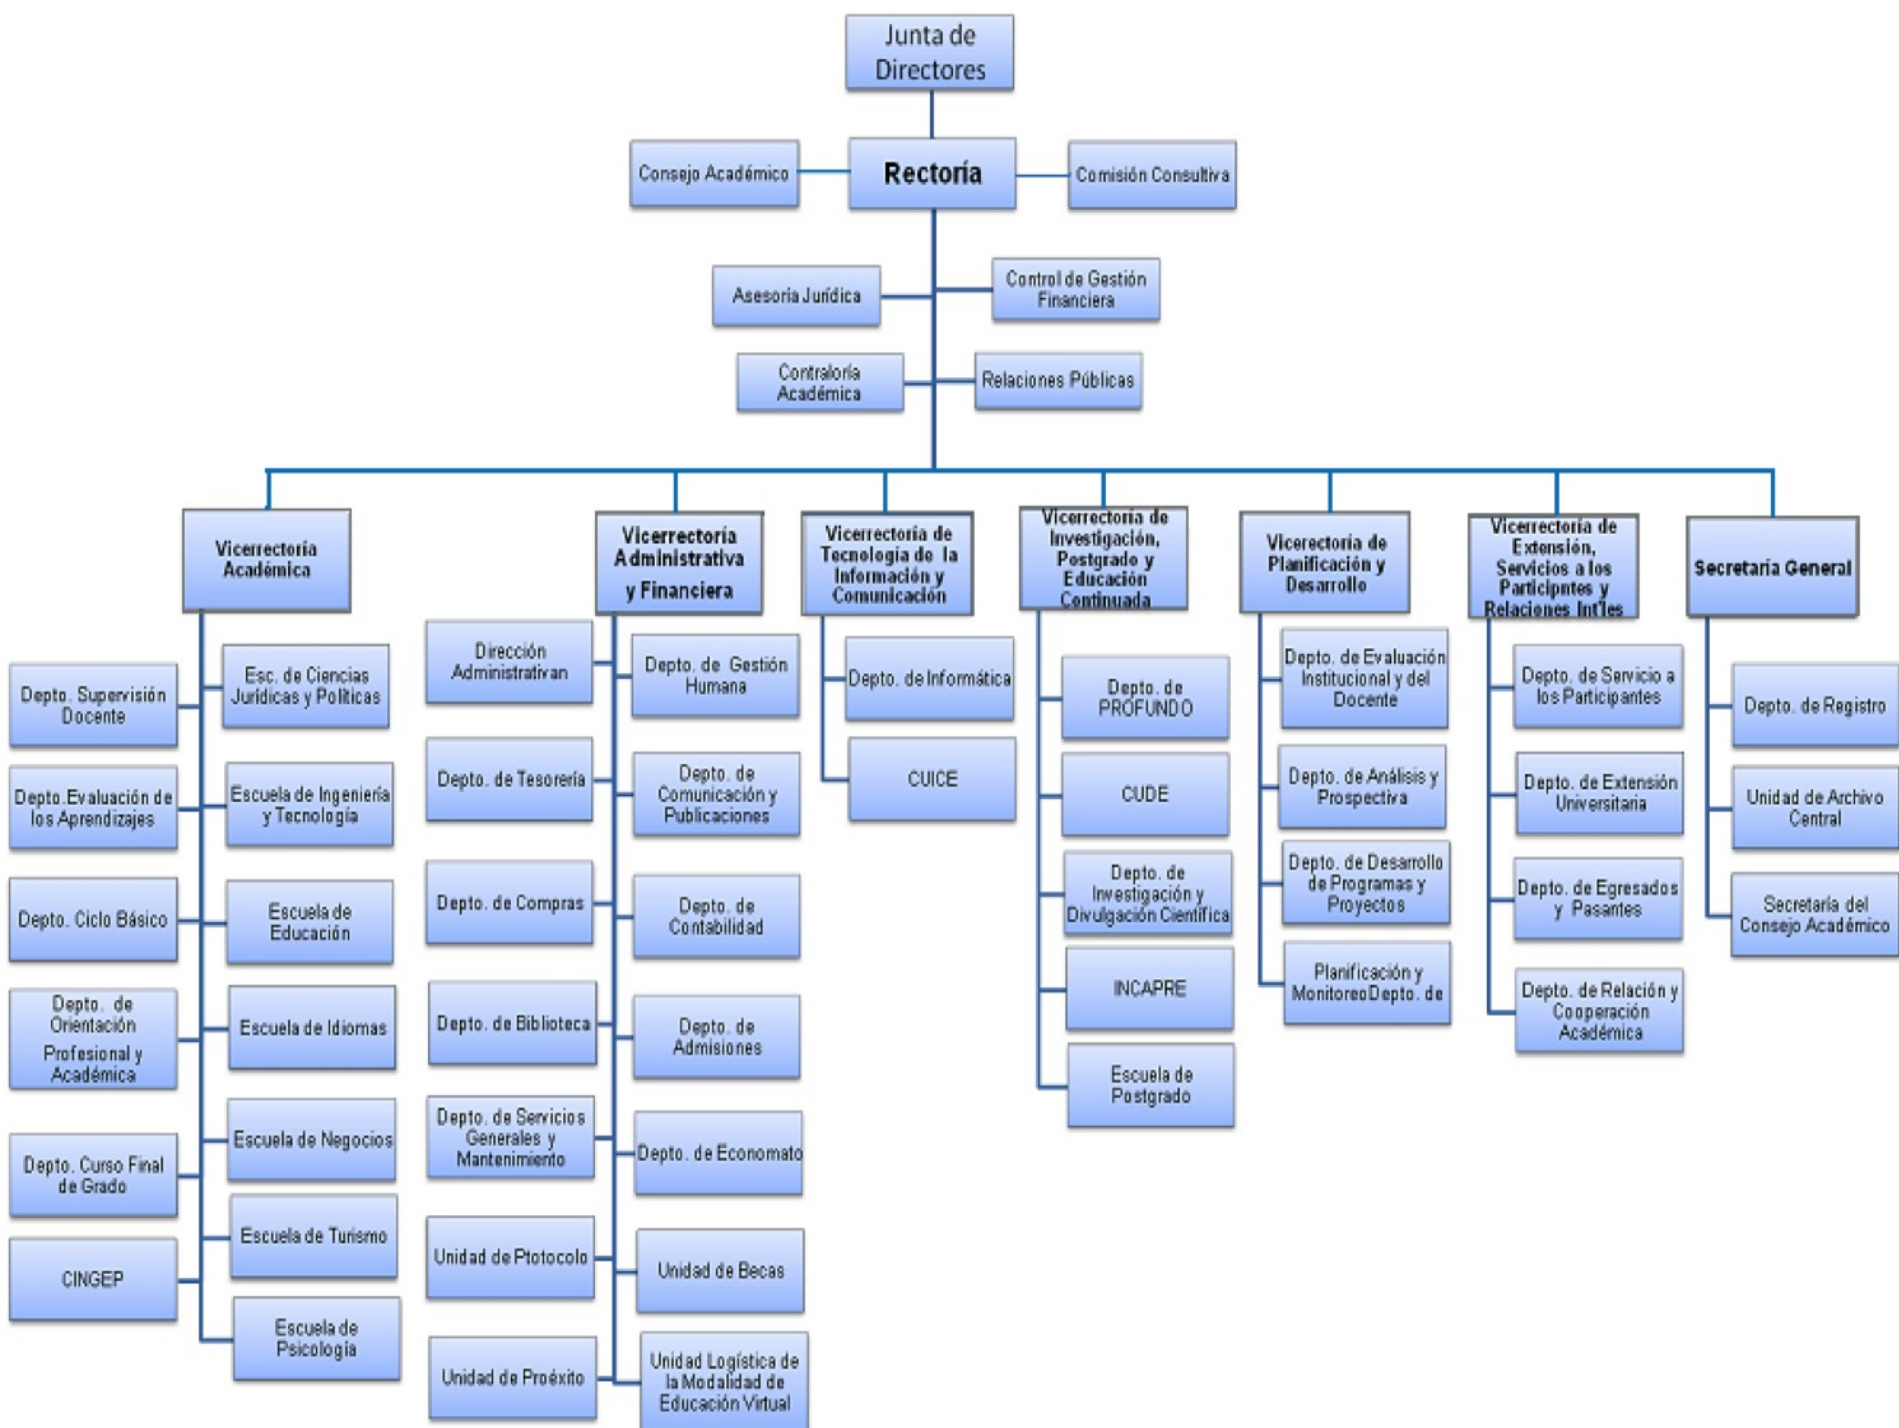 Junta de
Directores
Consejo Académico
Rectoría
Comisión Consultiva
Asesoría Jurídica
Control de Gestión
Financiera
Contraloría
Académica
Relaciones Públicas
Vicerrectoría
Académica
Vicerrectoría
Administrativa
y Financiera
Vicerrectoría de
Tecnología de la
Información y
Comunicación
Vicerrectoría de
Investigación,
Postgrado y
Educación
Continuada
Vicerectoría de
Planificación y
Desarrollo
Vicerrectoría de
Extensión,
Servicios a los
Participntes y
Relaciones Int'les
Secretaria General
Depto. Supervisión
Docente
Esc. de Ciencias
Jurídicas y Políticas
Depto.Evaluación de
los Aprendizajes
Escuela de Ingeniería
y Tecnología
Depto. Ciclo Básico
Escuela de
Educación
Depto. de
Orientación
Profesional y
Académica
Escuela de Idiomas
Escuela de Negocios
Depto. Curso Final
de Grado
Escuela de Turismo
CINGEP
Escuela de
Psicología
Dirección
Administrativan
Depto. de Gestión
Humana
Depto. de Tesorería
Depto. de
Comunicación y
Publicaciones
Depto. de Compras
Depto. de
Contabilidad
Depto. de Biblioteca
Depto. de
Admisiones
Depto. de Servicios
Generales y
Mantenimiento
Depto. de Economato
Unidad de Ptotocolo
Unidad de Becas
Unidad de Proéxito
Unidad Logística de
la Modalidad de
Educación Virtual
Depto. de Informática
CUICE
Depto. de
PROFUNDO
CUDE
Depto. de
Investigación y
Divulgación Científica
INCAPRE
Escuela de
Postgrado
Depto. de Evaluación
Institucional y del
Docente
Depto. de Análisis y
Prospectiva
Depto. de Desarrollo
de Programas y
Proyectos
Planificación y
MonitoreoDepto. de
Depto. de Servicio a
los Participantes
Depto. de Extensión
Universitaria
Depto. de Egresados
y Pasantes
Depto. de Relación y
Cooperación
Académica
Depto. de Registro
Unidad de Archivo
Central
Secretaría del
Consejo Académico